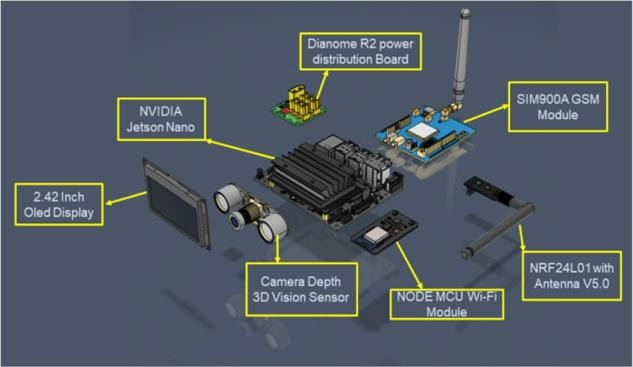 Dianome R2 power
distribution Board
SIM900A GSM
Module
NVIDIA
Jetson Nano
2.42 Inch
Oled Display
Camera Depth
3D Vision Sensor
NODE MCU Wi-Fi
Module
NRF24L01 with
Antenna V5.0